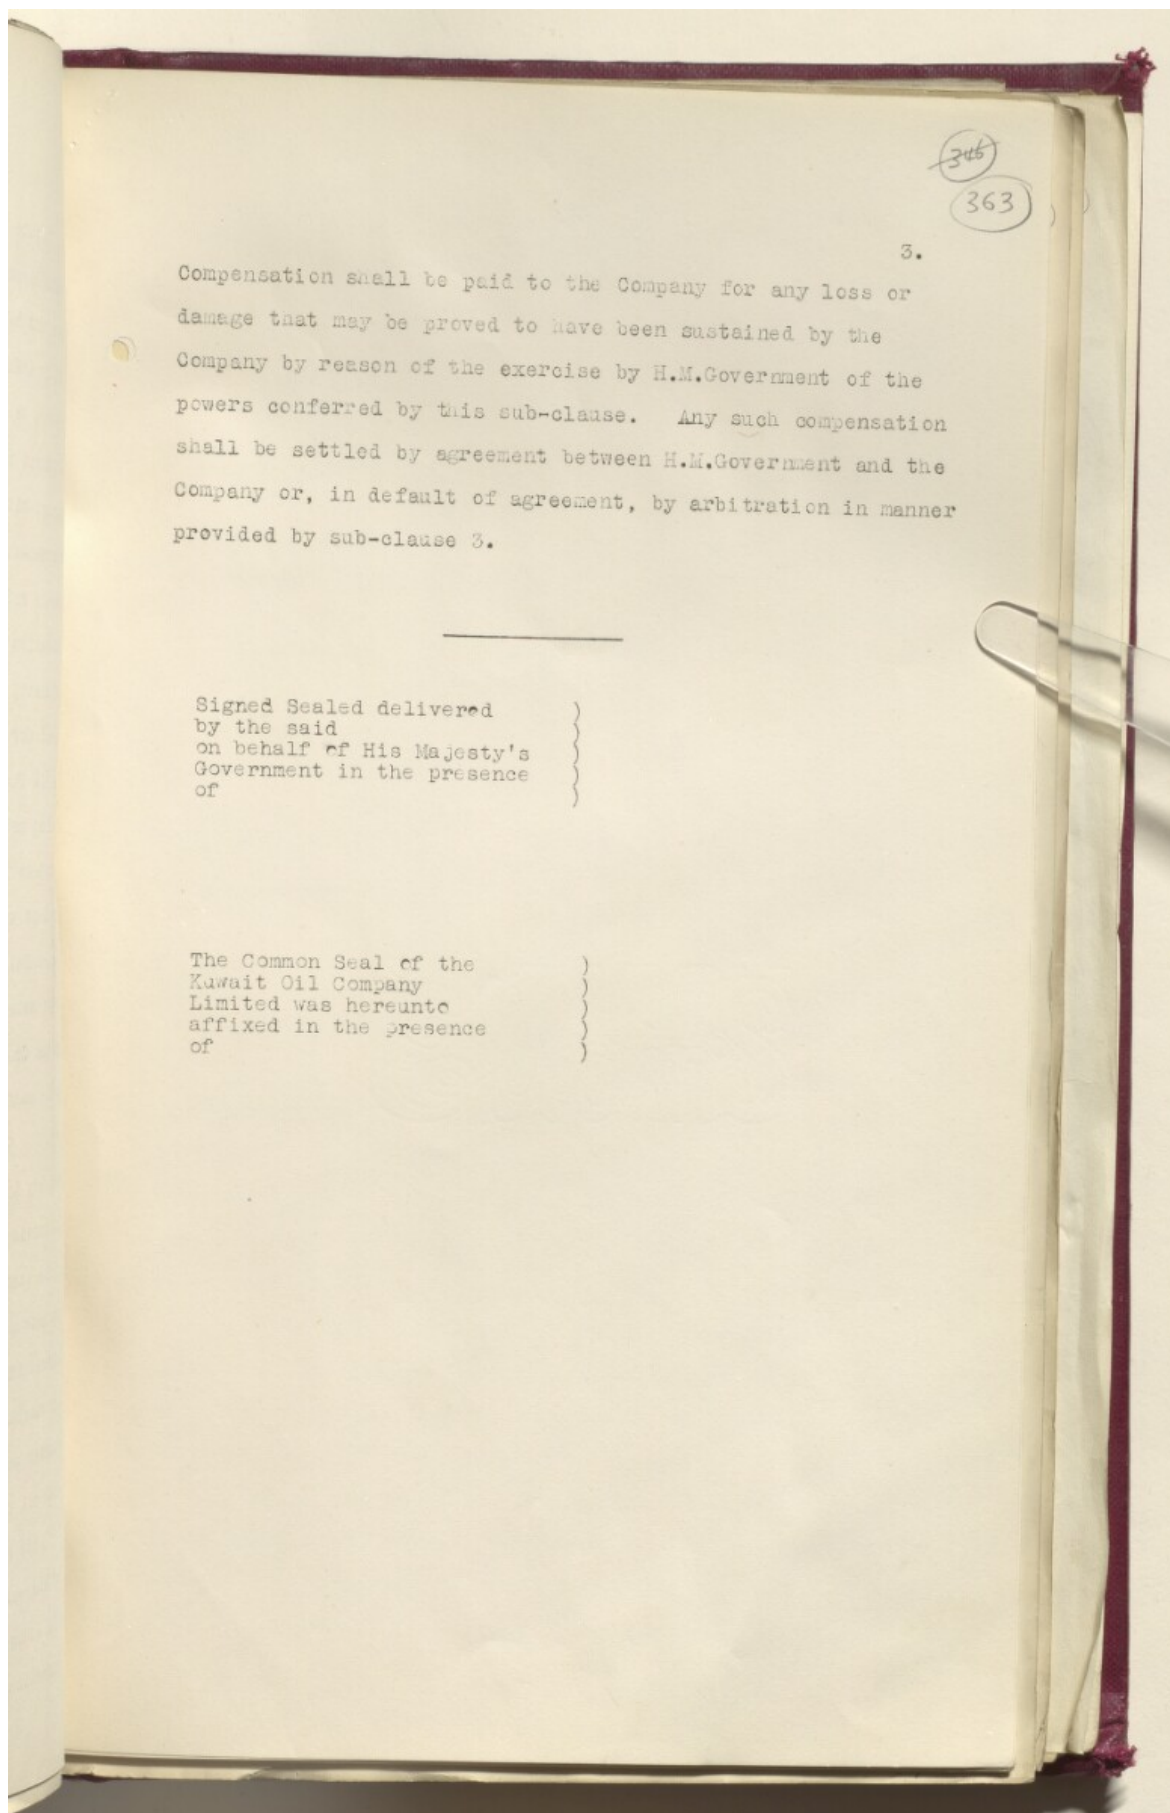 346
363
3.
Compensation shall be paid to the Company for any loss or
damage that may be proved to have been sustained by the
Company by reason of the exercise by H.M.Government of the
powers conferred by this sub-clause. Any such compensation
shall be settled by agreement between H.M.Government and the
Company or, in default of agreement, by arbitration in manner
provided by sub-clause 3.
Signed Sealed delivered )
by the said )
on behalf of His Majesty's )
Government in the presence )
of )
The Common Seal of the )
Kuwait Oil Company )
Limited was hereunto )
affixed in the presence )
of )